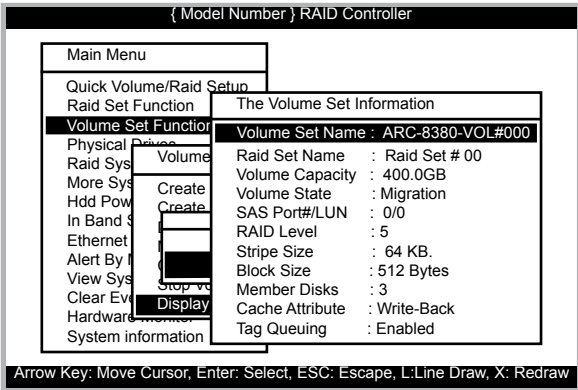 { Model Number } RAID Controller
Main Menu
Quick Volume/Raid Setup
Raid Set Function
Volume Set Function
Physical Drives
Raid Sys
More Sys
Hdd Pow
In Band S
Ethernet
Alert By
View Sys
Clear Eve
Hardware Monitor
System information
Volume
Create
Create
Stop Vo
Display
The Volume Set Information
Volume Set Name : ARC-8380-VOL#000
Raid Set Name : Raid Set # 00
Volume Capacity : 400.0GB
Volume State : Migration
SAS Port#/LUN : 0/0
RAID Level : 5
Stripe Size : 64 KB.
Block Size : 512 Bytes
Member Disks : 3
Cache Attribute : Write-Back
Tag Queuing : Enabled
Arrow Key: Move Cursor, Enter: Select, ESC: Escape, L:Line Draw, X: Redraw